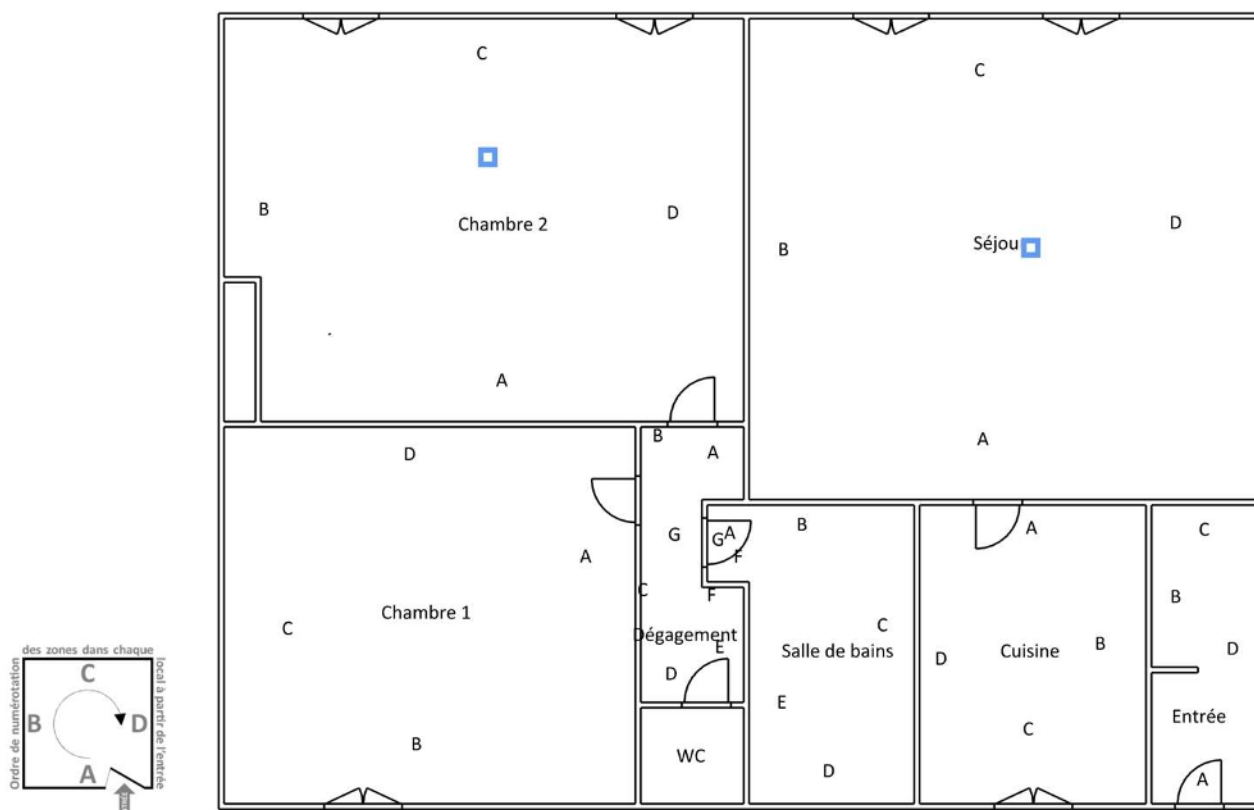 C
C
B
D
Chambre 2
B
Séjou
D
A
A
D
B
A
G
A
G
F
B
A
C
A
C
F
B
C
Chambre 1
Dégagement
E
D
C
Salle de bains
D
B
Cuisine
D
E
Entrée
B
WC
D
C
A
des zones dans chaque
Ordre de numérotation
local à partir de l'entrée
C
B
D
A